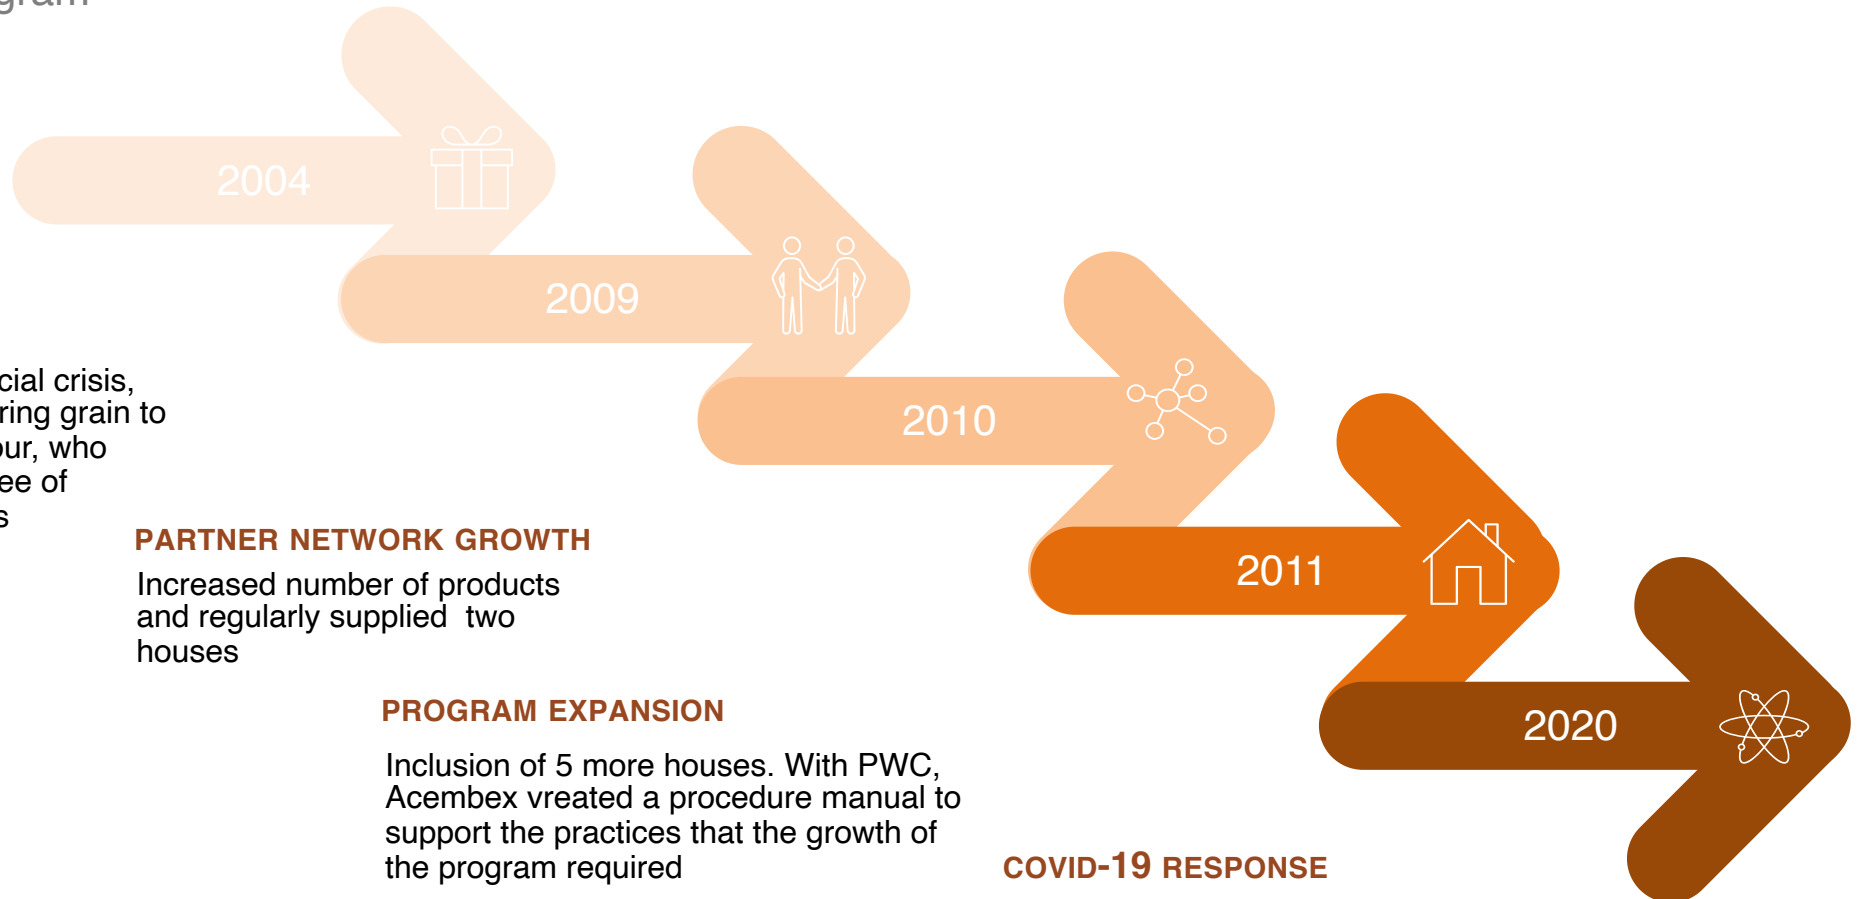 gram
2004
2009
2010
2011
2020
cial crisis,
ring grain to
our, who
ee of
s
PARTNER NETWORK GROWTH
Increased number of products
and regularly supplied two
houses
PROGRAM EXPANSION
Inclusion of 5 more houses. With PWC,
Acembex vreated a procedure manual to
support the practices that the growth of
the program required
COVID-19 RESPONSE